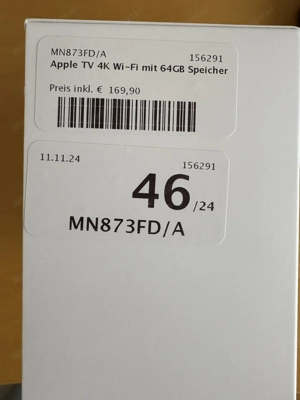 MN873FD/A 156291
Apple TV 4K Wi-Fi mit 64GB Speicher
Preis inkl. € 169,90
11.11.24 156291
46/24
MN873FD/A